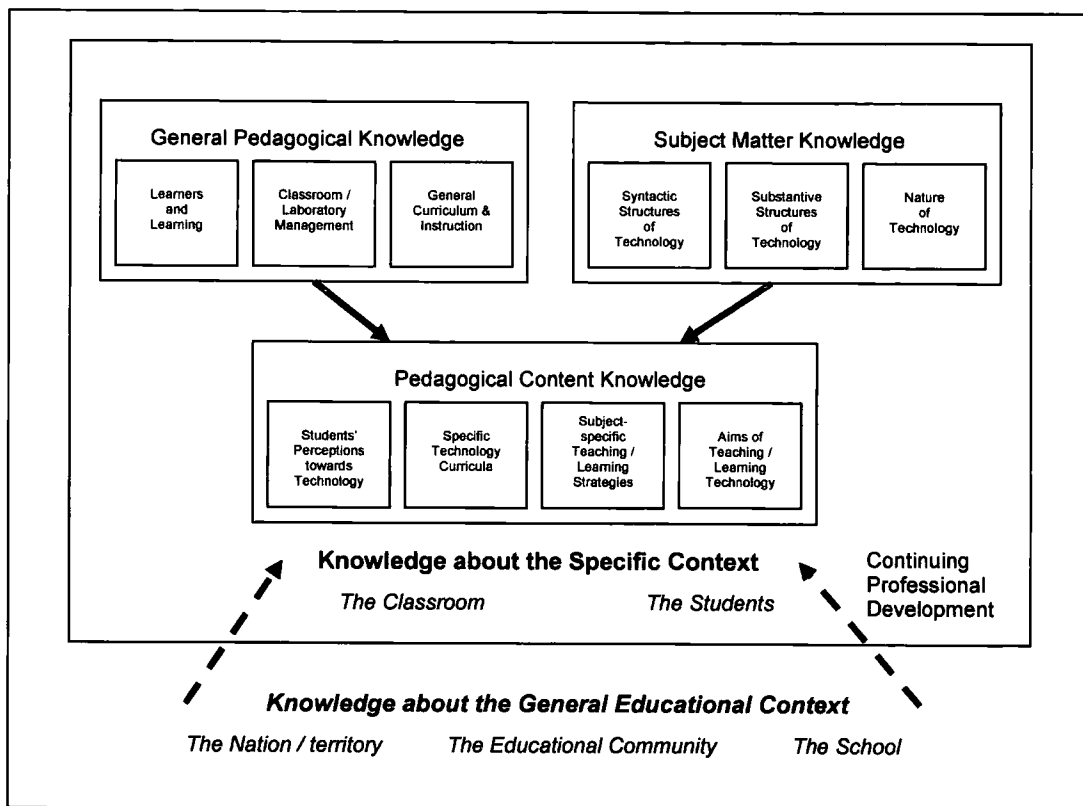 General Pedagogical Knowledge
Learners
and
Learning
Classroom /
Laboratory
Management
General
Curriculum &
Instruction
Subject Matter Knowledge
Syntactic
Structures
of
Technology
Substantive
Structures
of
Technology
Nature
of
Technology
Pedagogical Content Knowledge
Students'
Perceptions
towards
Technology
Specific
Technology
Curricula
Subject-
specific
Teaching /
Learning
Strategies
Aims of
Teaching /
Learning
Technology
Knowledge about the Specific Context
The Classroom
The Students
Continuing
Professional
Development
Knowledge about the General Educational Context
The Nation / territory
The Educational Community
The School